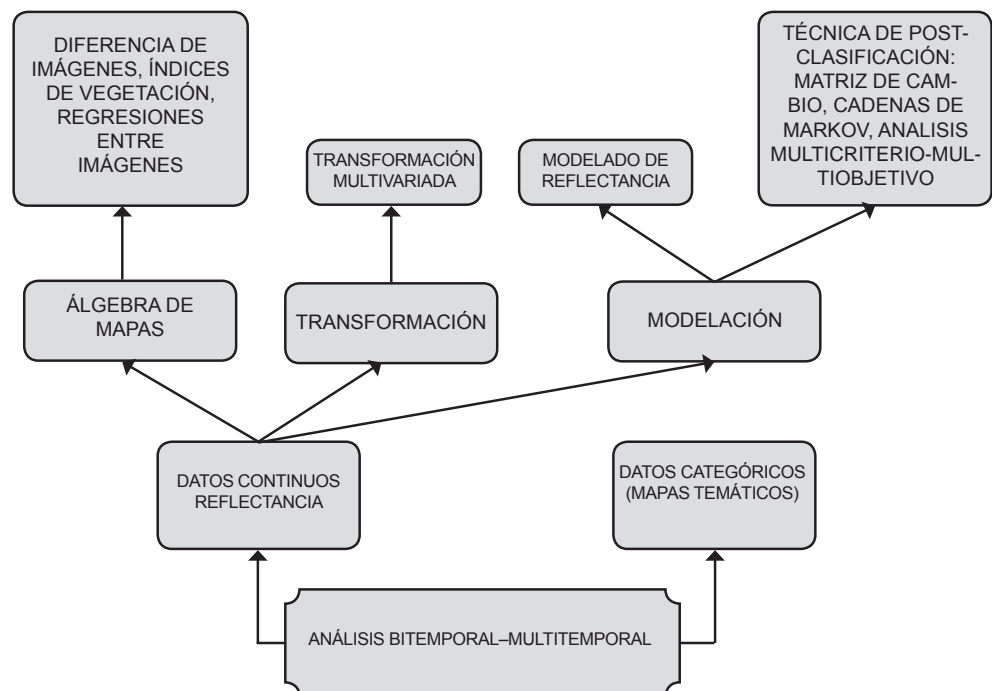 DIFERENCIA DE
IMÁGENES, ÍNDICES
DE VEGETACIÓN,
REGRESIONES
ENTRE
IMÁGENES
TRANSFORMACIÓN
MULTIVARIADA
MODELADO DE
REFLECTANCIA
TÉCNICA DE POST-
CLASIFICACIÓN:
MATRIZ DE CAM-
BIO, CADENAS DE
MARKOV, ANALISIS
MULTICRITERIO-MUL-
TIOBJETIVO
ÁLGEBRA DE
MAPAS
TRANSFORMACIÓN
MODELACIÓN
DATOS CONTINUOS
REFLECTANCIA
DATOS CATEGÓRICOS
(MAPAS TEMÁTICOS)
ANÁLISIS BITEMPORAL–MULTITEMPORAL